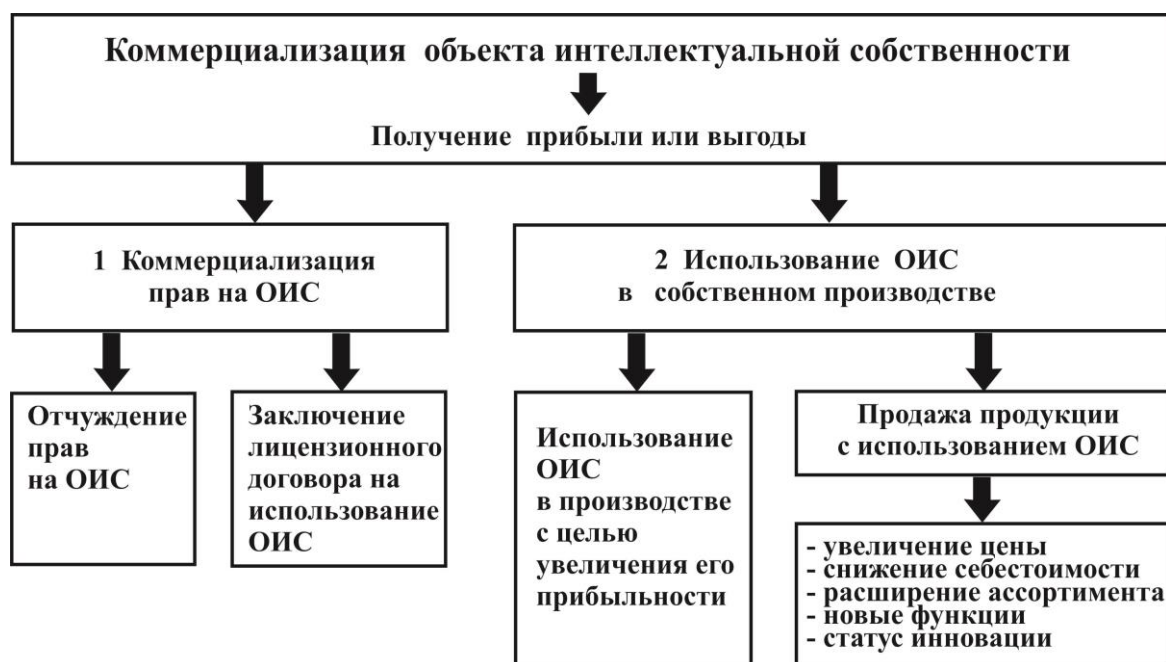 Коммерциализация объекта интеллектуальной собственности
Получение прибыли или выгоды
1 Коммерциализация
прав на ОИС
2 Использование ОИС
в собственном производстве
Отчуждение
прав
на ОИС
Заключение
лицензионного
договора на
использование
ОИС
Использование
ОИС
в производстве
с целью
увеличения его
прибыльности
Продажа продукции
с использованием ОИС
- увеличение цены
- снижение себестоимости
- расширение ассортимента
- новые функции
- статус инновации